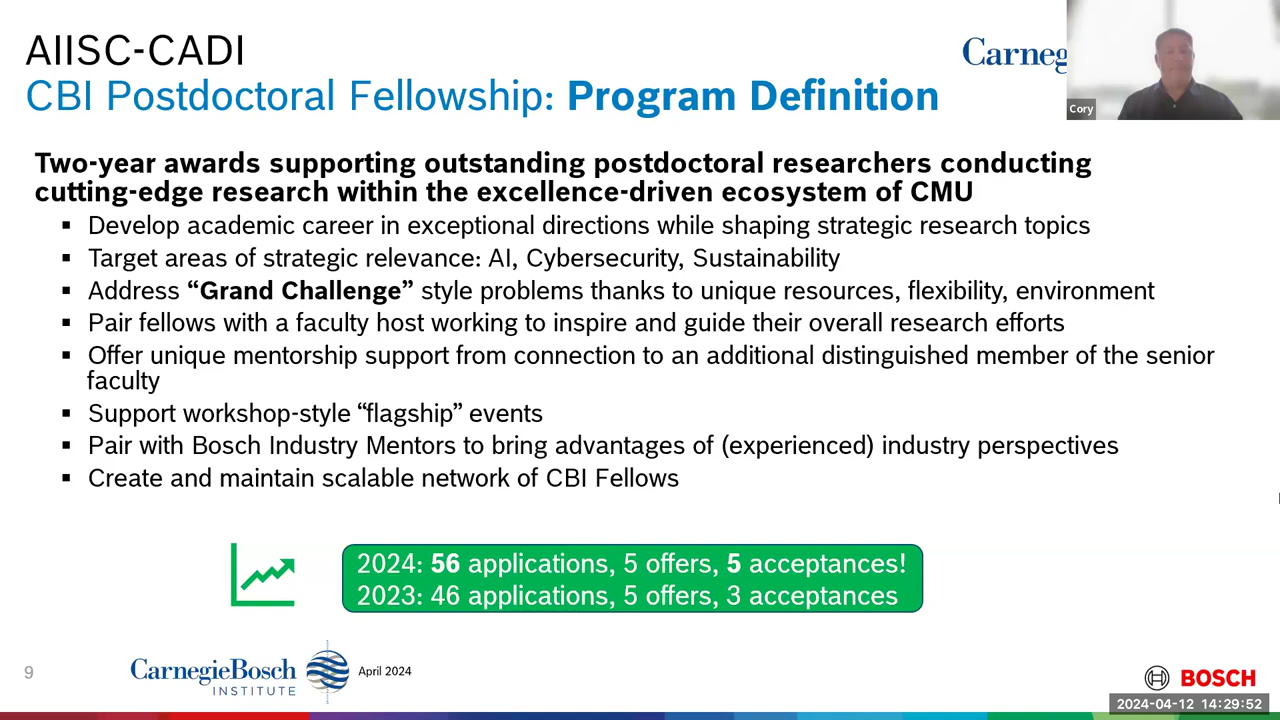 AIISC-CADI
CBI Postdoctoral Fellowship: Program Definition
Carneg
Cory
Two-year awards supporting outstanding postdoctoral researchers conducting
cutting-edge research within the excellence-driven ecosystem of CMU
▪ Develop academic career in exceptional directions while shaping strategic research topics
▪ Target areas of strategic relevance: AI, Cybersecurity, Sustainability
▪ Address “Grand Challenge” style problems thanks to unique resources, flexibility, environment
▪ Pair fellows with a faculty host working to inspire and guide their overall research efforts
▪ Offer unique mentorship support from connection to an additional distinguished member of the senior
faculty
▪ Support workshop-style “flagship” events
▪ Pair with Bosch Industry Mentors to bring advantages of (experienced) industry perspectives
▪ Create and maintain scalable network of CBI Fellows
2024: 56 applications, 5 offers, 5 acceptances!
2023: 46 applications, 5 offers, 3 acceptances
9
CarnegieBosch
INSTITUTE
April 2024
BOSCH
2024-04-12 14:29:52